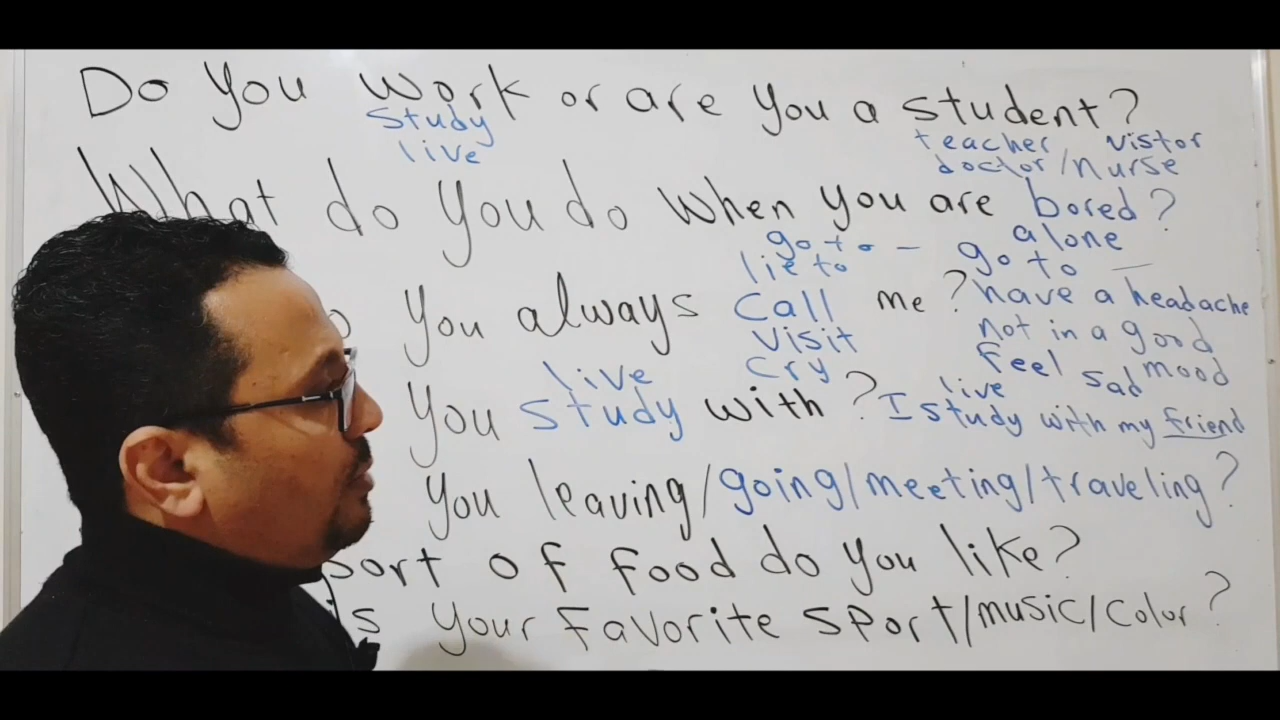 Do you work or are you a student?
study
live
teacher vistor
doctor/nurse
What do you do when you are bored?
alone
go to -
lie to
go to -
you always call me? have a headache
visit
not in a good
mood
cry
Feel sad
live
live
you study with? I study with my friend
you leaving/going/meeting/traveling?
port of food do you like?
is your favorite sport/music/color?